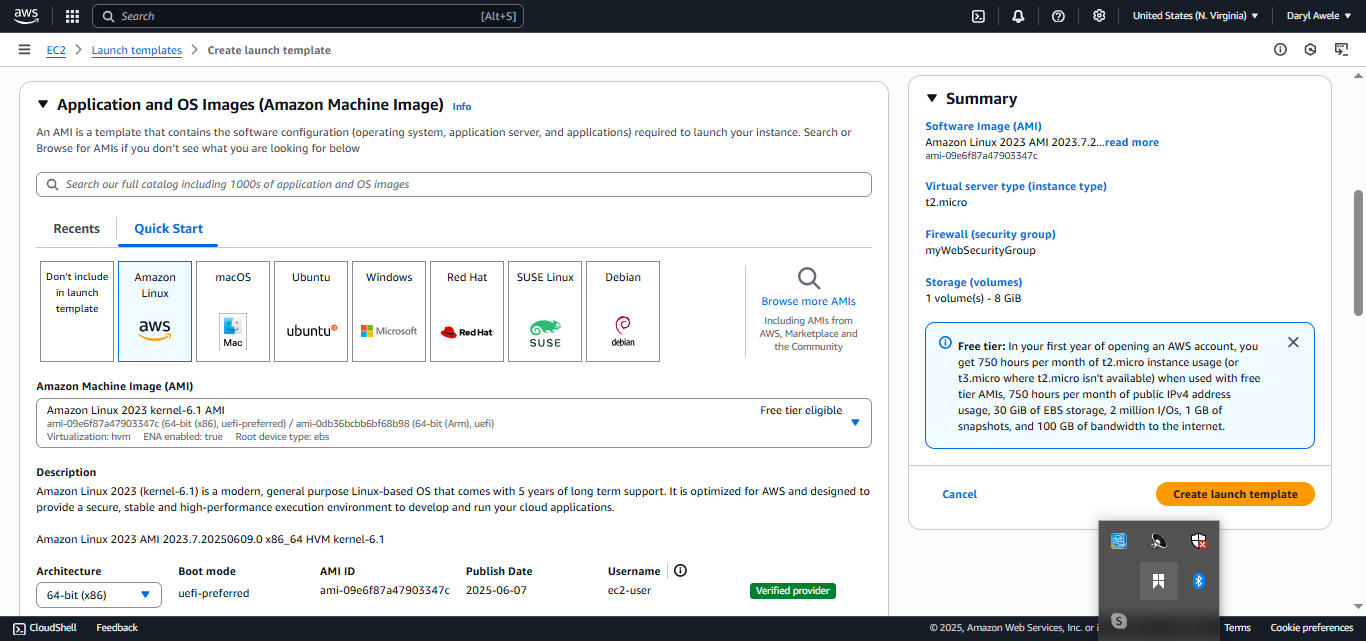 aws
Search
[Alt+S]
United States (N. Virginia)
Daryl Awele
EC2
Launch templates
Create launch template
Application and OS Images (Amazon Machine Image)
Info
An AMI is a template that contains the software configuration (operating system, application server, and applications) required to launch your instance. Search or
Browse for AMIs if you don't see what you are looking for below
Search our full catalog including 1000s of application and OS images
Recents
Quick Start
Don't include
in launch
template
Amazon
Linux
aws
macOS
Mac
Ubuntu
ubuntu
Windows
Microsoft
Red Hat
Red Hat
SUSE Linux
SUSE
Debian
debian
Browse more AMIs
Including AMIs from
AWS, Marketplace and
the Community
Amazon Machine Image (AMI)
Amazon Linux 2023 kernel-6.1 AMI
Free tier eligible
ami-09e6f87a47903347c (64-bit (x86), uefi-preferred) / ami-0db36bcbb6bf68b98 (64-bit (Arm), uefi)
Virtualization: hvm
ENA enabled: true
Root device type: ebs
Description
Amazon Linux 2023 (kernel-6.1) is a modern, general purpose Linux-based OS that comes with 5 years of long term support. It is optimized for AWS and designed to
provide a secure, stable and high-performance execution environment to develop and run your cloud applications.
Amazon Linux 2023 AMI 2023.7.20250609.0 x86_64 HVM kernel-6.1
Architecture
Boot mode
AMI ID
Publish Date
Username
64-bit (x86)
uefi-preferred
ami-09e6f87a47903347c
2025-06-07
ec2-user
Verified provider
Summary
Software Image (AMI)
Amazon Linux 2023 AMI 2023.7.2...read more
ami-09e6f87a47903347c
Virtual server type (instance type)
t2.micro
Firewall (security group)
myWebSecurityGroup
Storage (volumes)
1 volume(s) - 8 GiB
Free tier: In your first year of opening an AWS account, you
get 750 hours per month of t2.micro instance usage (or
t3.micro where t2.micro isn't available) when used with free
tier AMIs, 750 hours per month of public IPv4 address
usage, 30 GiB of EBS storage, 2 million I/Os, 1 GB of
snapshots, and 100 GB of bandwidth to the internet.
Cancel
Create launch template
CloudShell
Feedback
© 2025, Amazon Web Services, Inc. or i
Terms
Cookie preferences